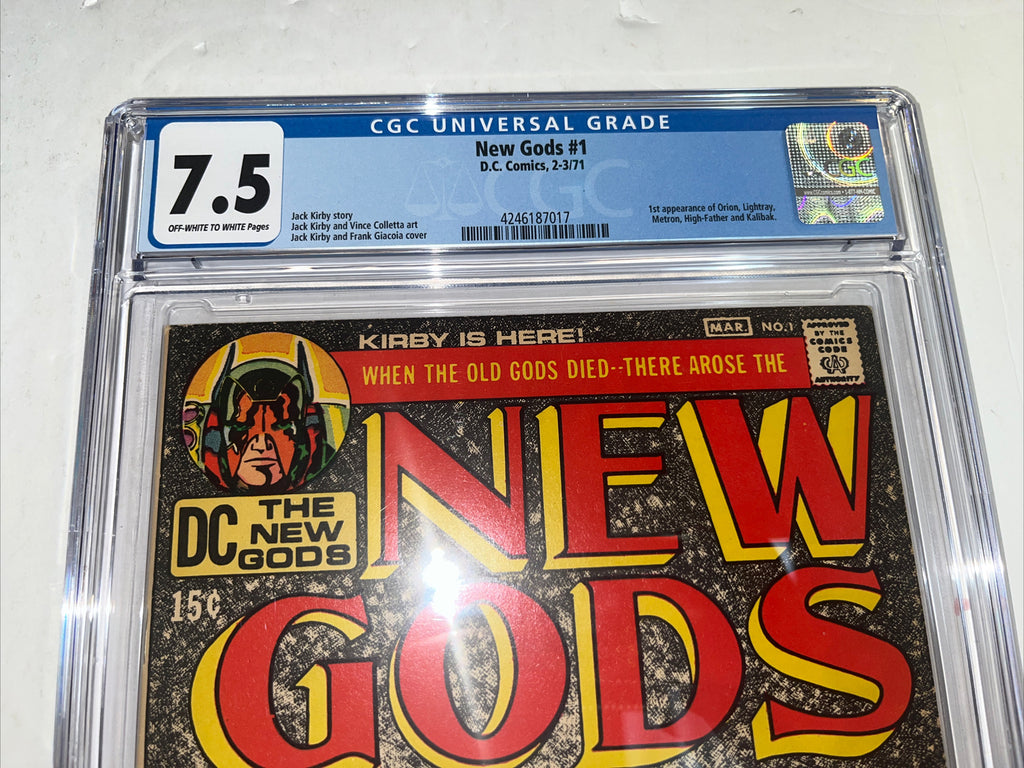 CGC UNIVERSAL GRADE
7.5
OFF-WHITE TO WHITE Pages
New Gods #1
D.C. Comics, 2-3/71
Jack Kirby story
Jack Kirby and Vince Colletta art
Jack Kirby and Frank Giacoia cover
4246187017
1st appearance of Orion, Lightray,
Metron, High-Father and Kalibak.
CGC
CGC
KIRBY IS HERE!
MAR.
NO.1
APPROVED
BY THE
COMICS
CODE
AUTHORITY
WHEN THE OLD GODS DIED--THERE AROSE THE
NEW
GODS
DC
THE
NEW
GODS
15¢